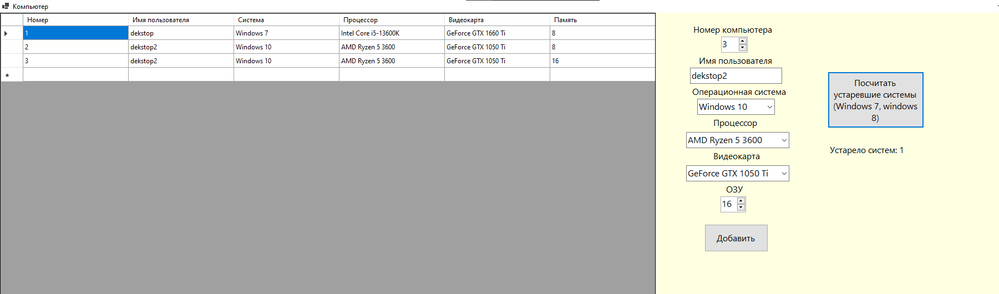 Компьютер
Номер Имя пользователя Система Процессор Видеокарта Память
1 dekstop Windows 7 Intel Core i5-13600K GeForce GTX 1660 Ti 8
2 dekstop2 Windows 10 AMD Ryzen 5 3600 GeForce GTX 1050 Ti 8
3 dekstop2 Windows 10 AMD Ryzen 5 3600 GeForce GTX 1050 Ti 16
Номер компьютера
3
Имя пользователя
dekstop2
Операционная система
Windows 10
Процессор
AMD Ryzen 5 3600
Видеокарта
GeForce GTX 1050 Ti
ОЗУ
16
Добавить
Посчитать
устаревшие системы
(Windows 7, windows
8)
Устарело систем: 1